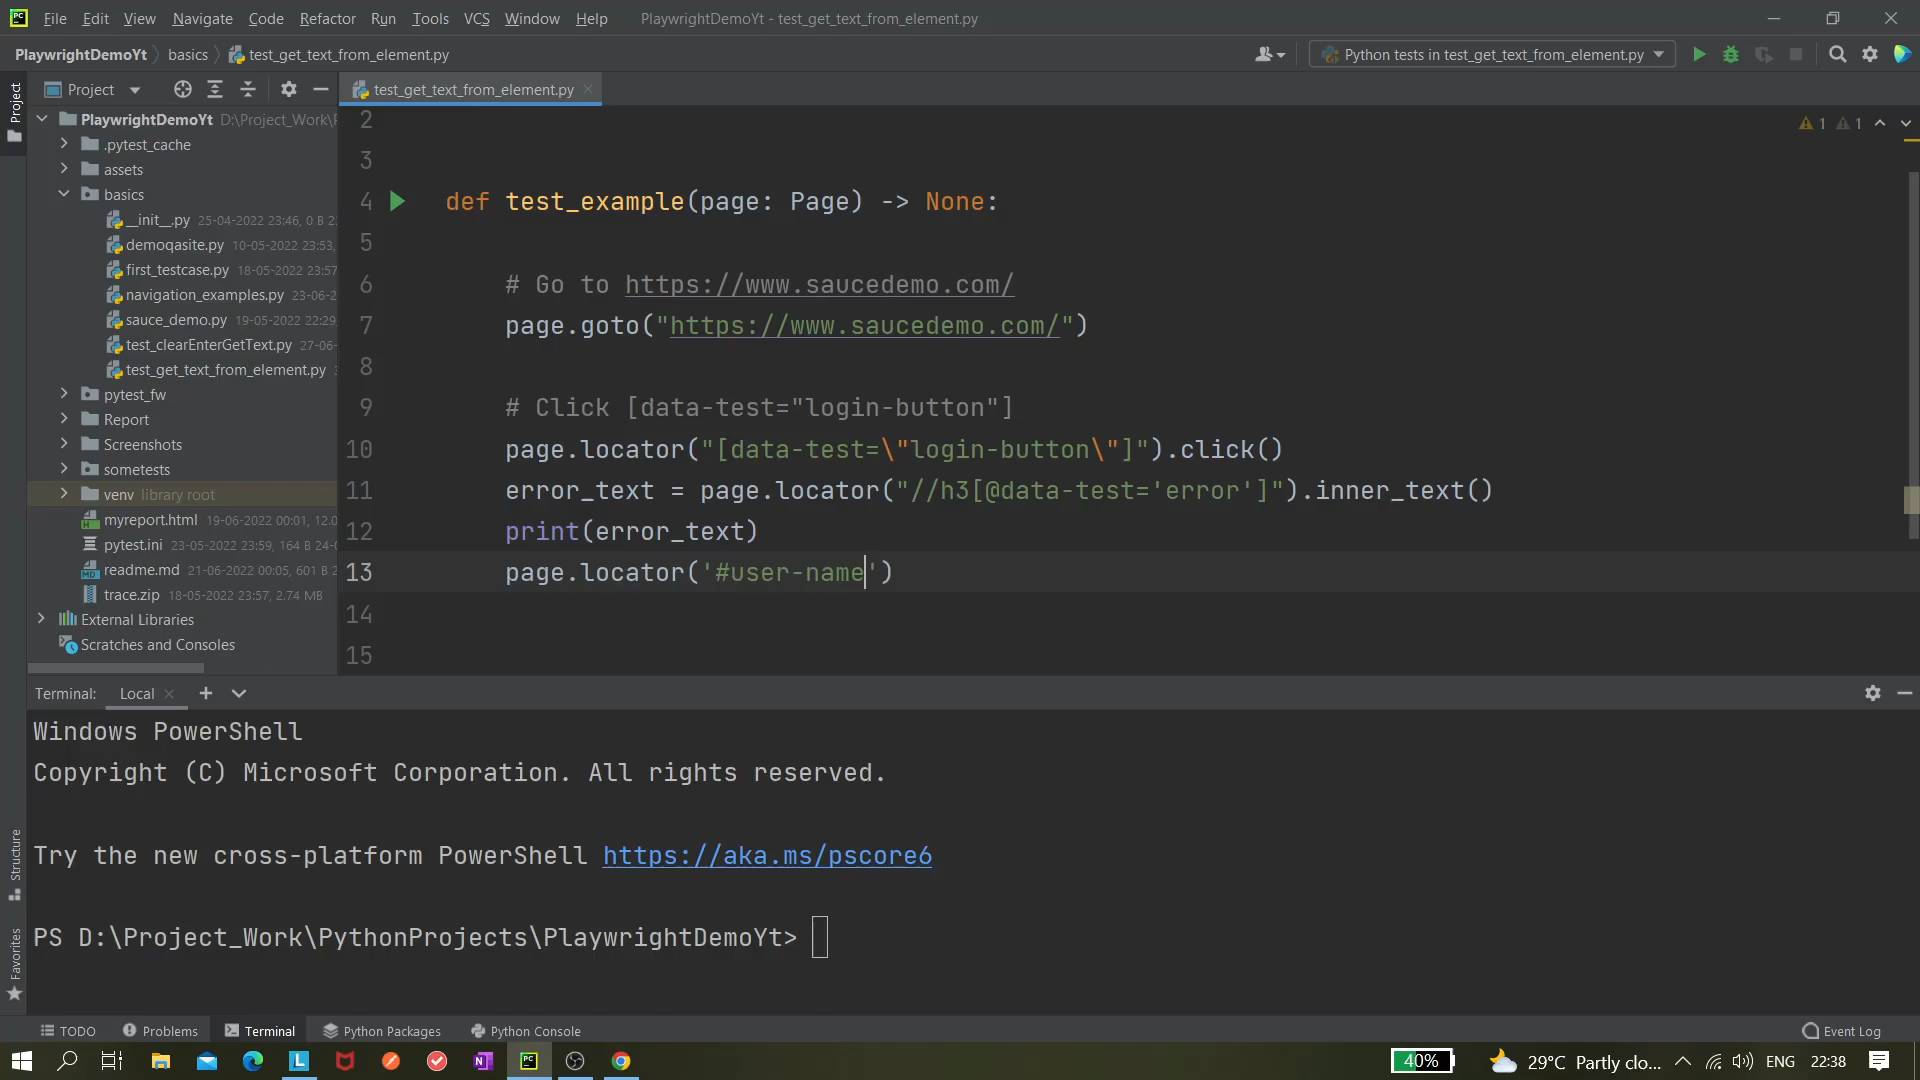 File Edit View Navigate Code Refactor Run Tools VCS Window Help PlaywrightDemoYt - test_get_text_from_element.py
PlaywrightDemoYt basics test_get_text_from_element.py Python tests in test_get_text_from_element.py
Project test_get_text_from_element.py
Project
PlaywrightDemoYt D:\Project_Work\
.pytest_cache
assets
basics
__init__.py 25-04-2022 23:46, 0 B
demoqasite.py 10-05-2022 23:53,
first_testcase.py 18-05-2022 23:57
navigation_examples.py 23-06-2
sauce_demo.py 19-05-2022 22:29,
test_clearEnterGetText.py 27-06-
test_get_text_from_element.py
pytest_fw
Report
Screenshots
sometests
venv library root
myreport.html 19-06-2022 00:01, 12.0
pytest.ini 23-05-2022 23:59, 164 B 24-
readme.md 21-06-2022 00:05, 601 B 2
trace.zip 18-05-2022 23:57, 2.74 MB
External Libraries
Scratches and Consoles
1 1
2
3
4 def test_example(page: Page) -> None:
5
6 # Go to https://www.saucedemo.com/
7 page.goto("https://www.saucedemo.com/")
8
9 # Click [data-test="login-button"]
10 page.locator("[data-test=\"login-button\"]").click()
11 error_text = page.locator("//h3[@data-test='error']").inner_text()
12 print(error_text)
13 page.locator('#user-name')
14
15
Terminal: Local
Windows PowerShell
Copyright (C) Microsoft Corporation. All rights reserved.
Try the new cross-platform PowerShell https://aka.ms/pscore6
PS D:\Project_Work\PythonProjects\PlaywrightDemoYt>
Structure
Favorites
TODO Problems Terminal Python Packages Python Console Event Log
40% 29°C Partly clo... ENG 22:38